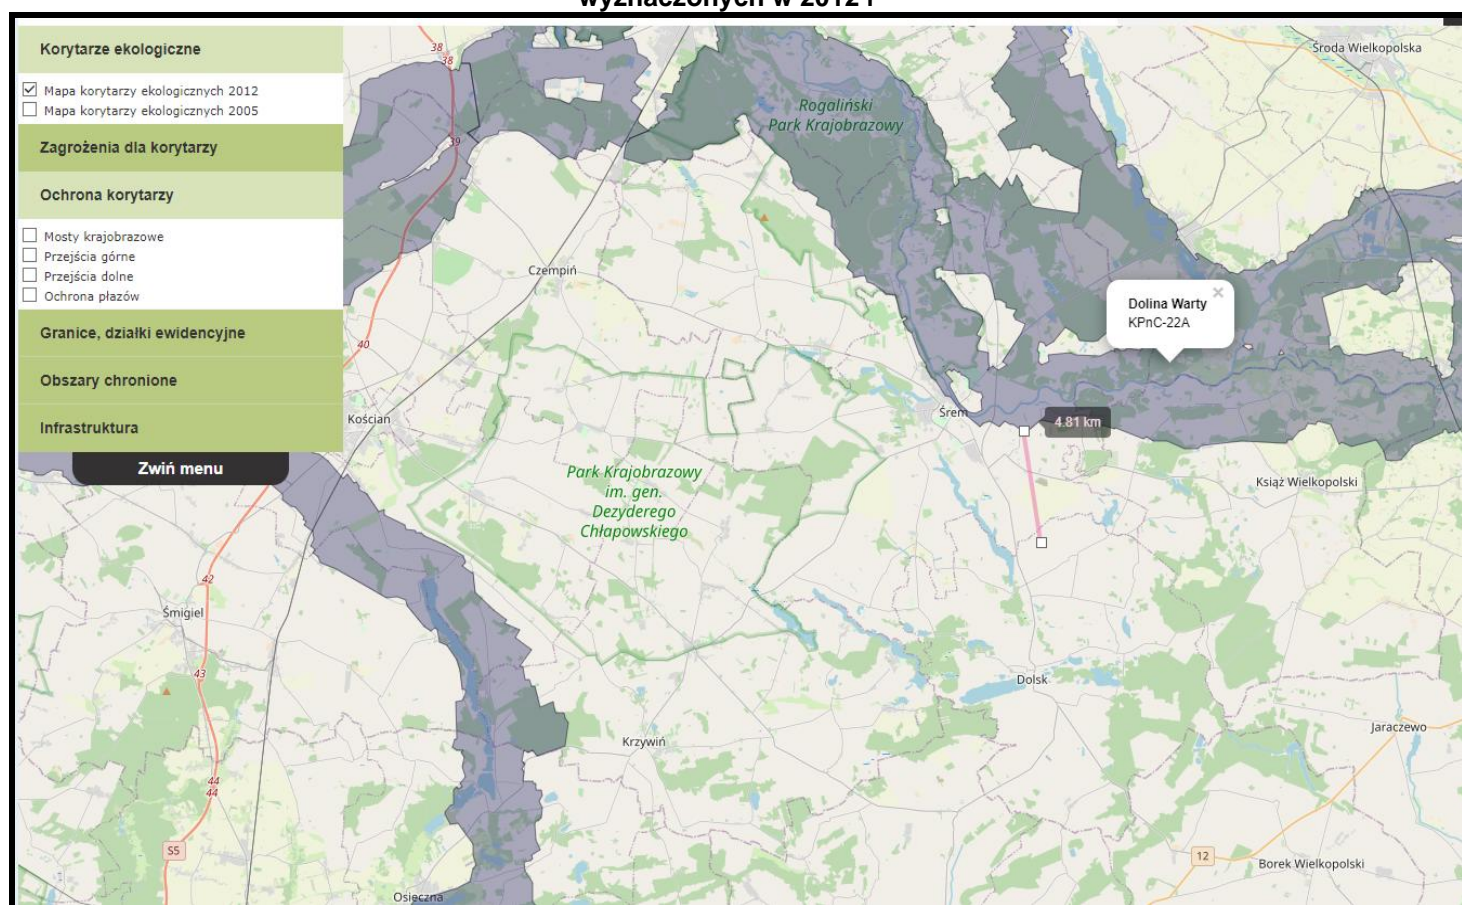 wyznaczonych w 2012 r
Korytarze ekologiczne
Mapa korytarzy ekologicznych 2012
Mapa korytarzy ekologicznych 2005
Zagrożenia dla korytarzy
Ochrona korytarzy
Mosty krajobrazowe
Przejścia górne
Przejścia dolne
Ochrona płazów
Granice, działki ewidencyjne
Obszary chronione
Infrastruktura
Zwiń menu
38
38
39
40
42
43
44
44
S5
12
Środa Wielkopolska
Rogaliński
Park Krajobrazowy
Czempiń
Dolina Warty
KPnC-22A
Kościan
Śrem
4.81 km
Park Krajobrazowy
im. gen.
Dezyderego
Chłapowskiego
Książ Wielkopolski
Śmigiel
Dolsk
Krzywiń
Jaraczewo
Borek Wielkopolski
Osieczna